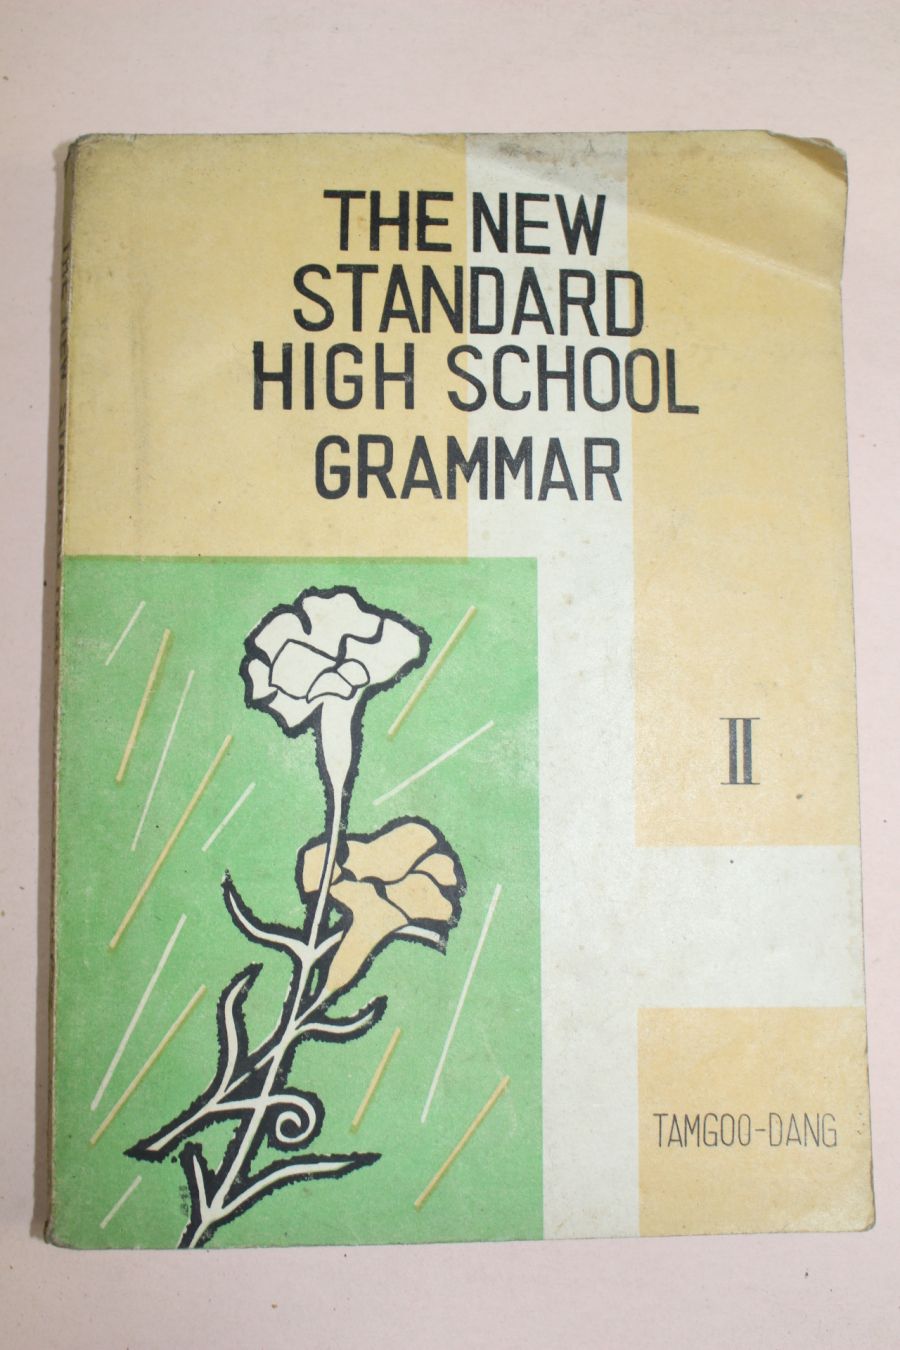 THE NEW
STANDARD
HIGH SCHOOL
GRAMMAR
II
TAMGOO-DANG